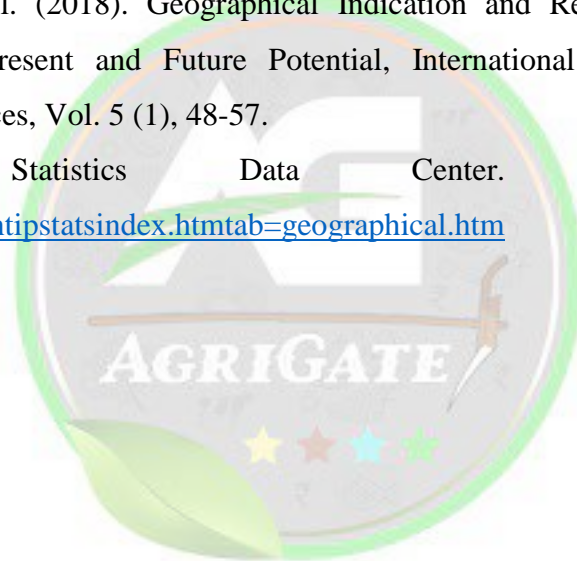 l. (2018). Geographical Indication and Re
resent and Future Potential, International
ces, Vol. 5 (1), 48-57.
Statistics Data Center.
ntipstatsindex.htmtab=geographical.htm
AGRIGATE